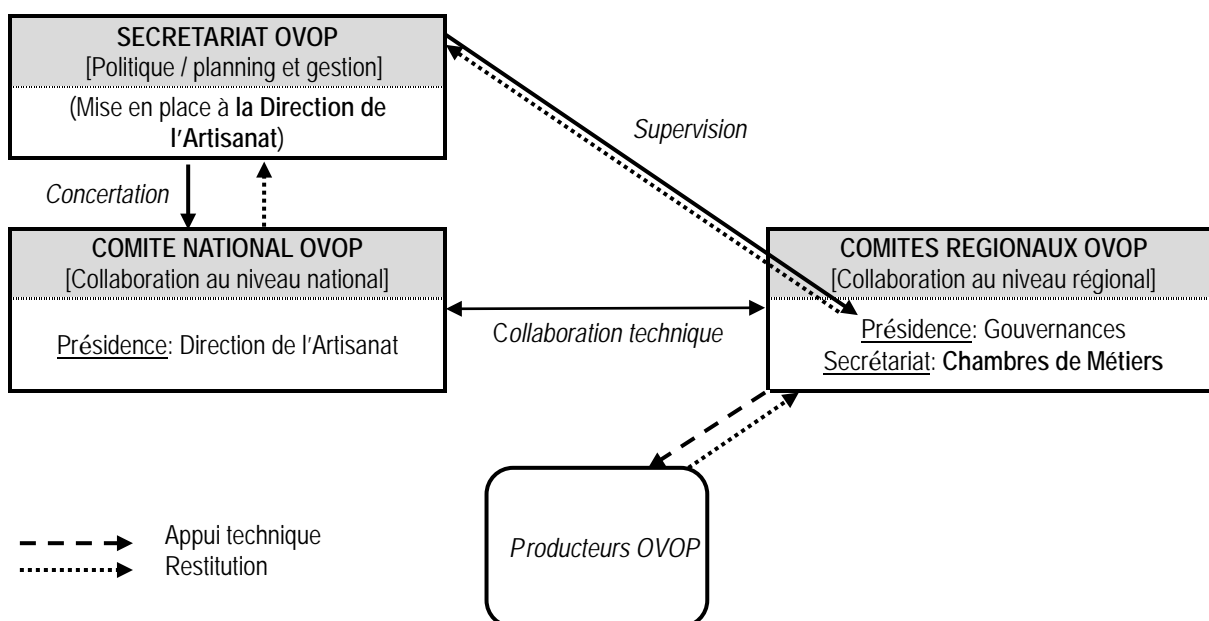 SECRETARIAT OVOP
[Politique / planning et gestion]
(Mise en place à la Direction de
l'Artisanat)
Supervision
Concertation
COMITE NATIONAL OVOP
[Collaboration au niveau national]
Présidence: Direction de l'Artisanat
Collaboration technique
COMITES REGIONAUX OVOP
[Collaboration au niveau régional]
Présidence: Gouvernances
Secrétariat: Chambres de Métiers
Producteurs OVOP
Appui technique
Restitution